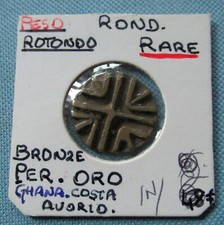 PESO ROND.
ROTONDO RARE
BRONZE
PER. ORO
GHANA. COSTA
AVORIO.